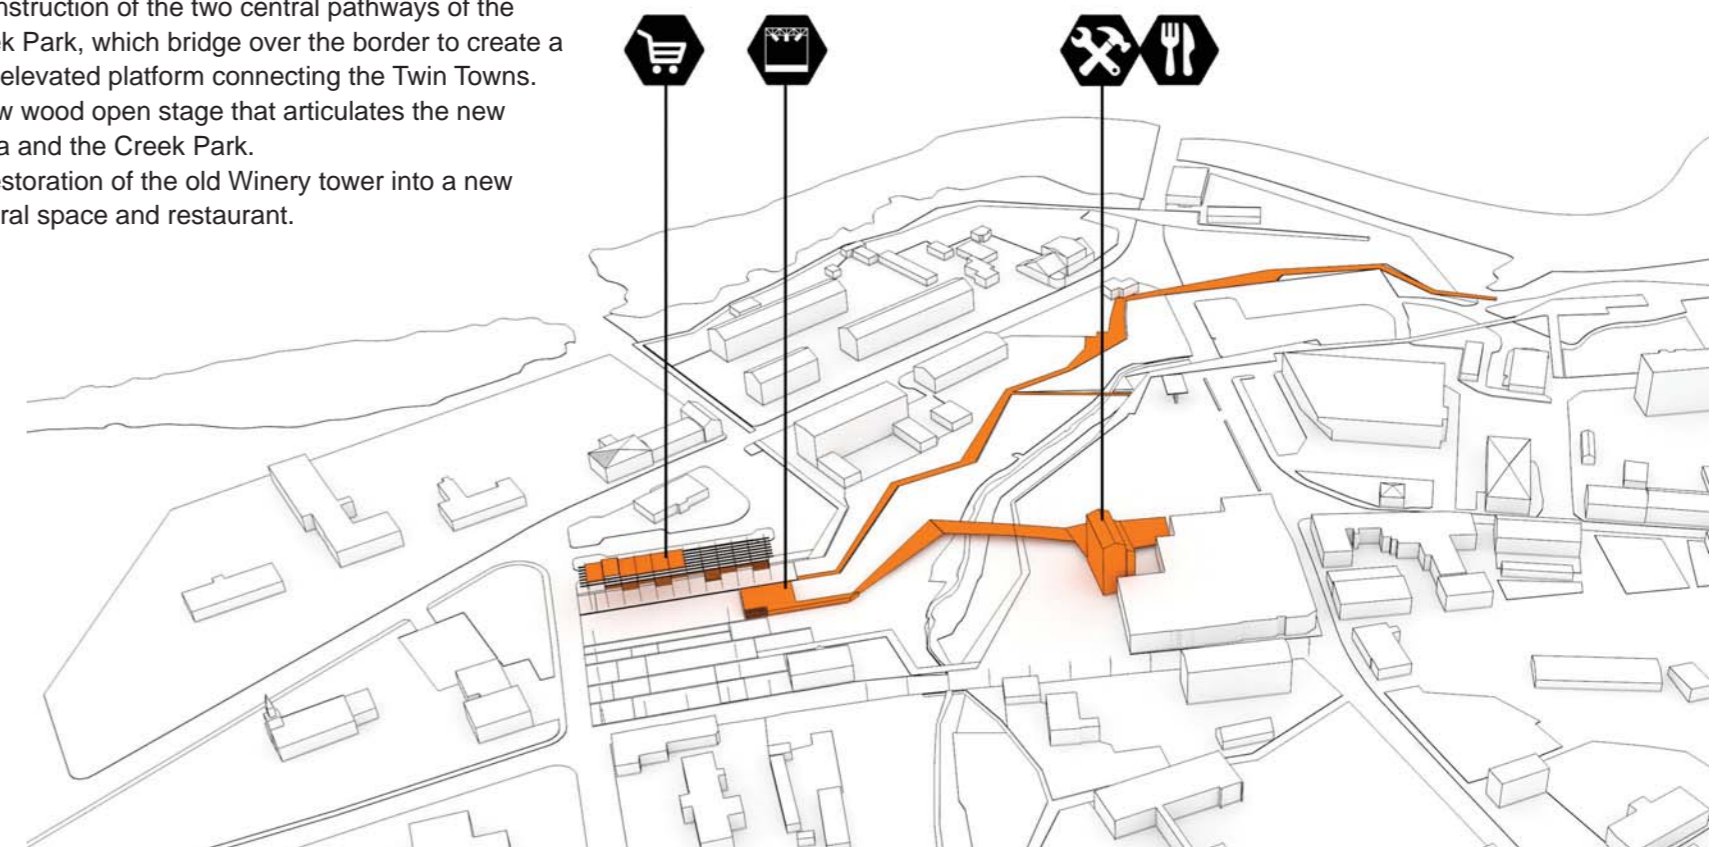 nstruction of the two central pathways of the
ek Park, which bridge over the border to create a
elevated platform connecting the Twin Towns.
w wood open stage that articulates the new
a and the Creek Park.
estoration of the old Winery tower into a new
ral space and restaurant.